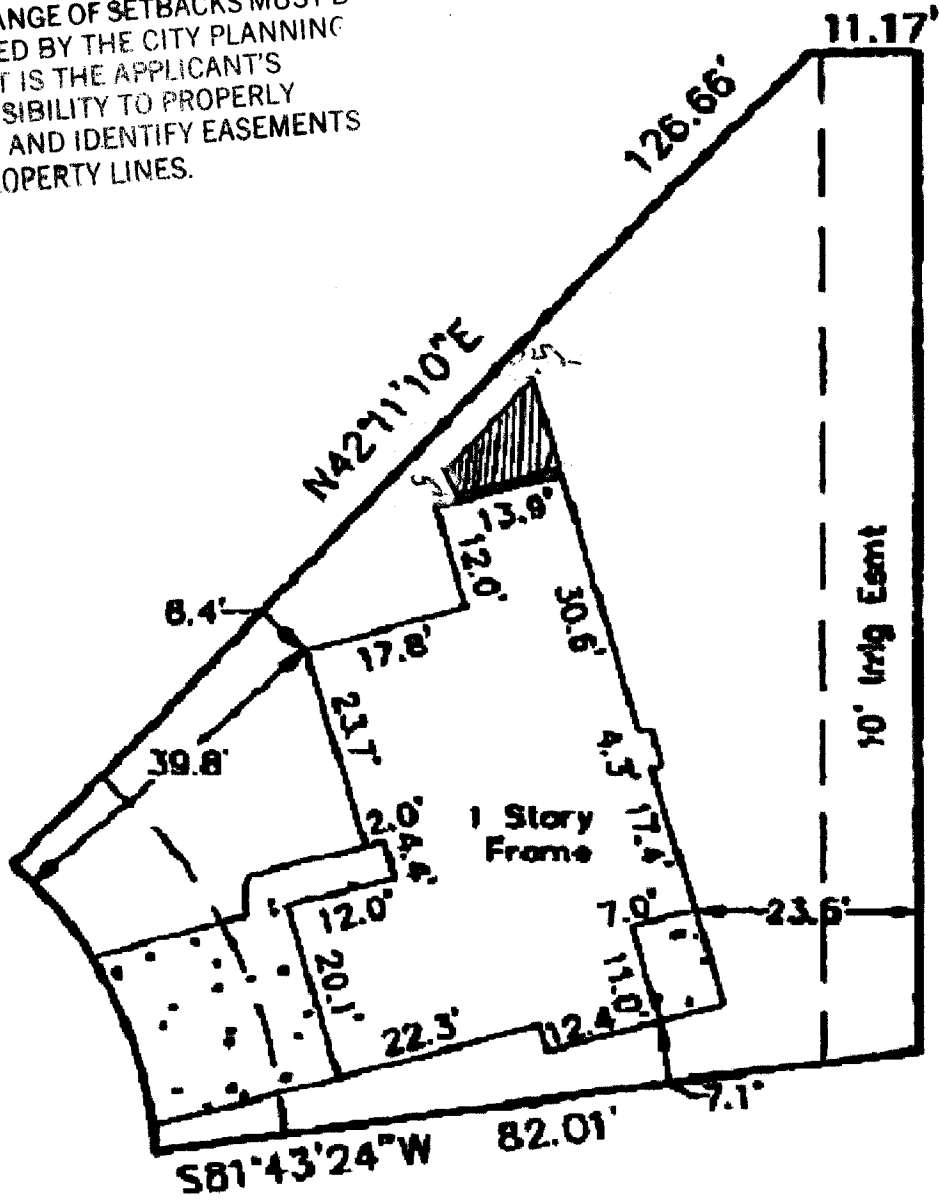 ANGE OF SETBACKS MUST B
ED BY THE CITY PLANNING
T IS THE APPLICANT'S
SIBILITY TO PROPERLY
AND IDENTIFY EASEMENTS
OPERTY LINES.
11.17'
126.66'
N42°11'10"E
5'
5'
13.9'
12.0'
30.6'
8.4'
17.8'
10' Irrig Esmt
23.7'
39.8'
4.3'
2.0'
1 Story
Frame
17.4'
4.4'
12.0'
7.0'
23.6'
20.1'
11.0'
22.3'
12.4'
7.1'
82.01'
S81°43'24"W